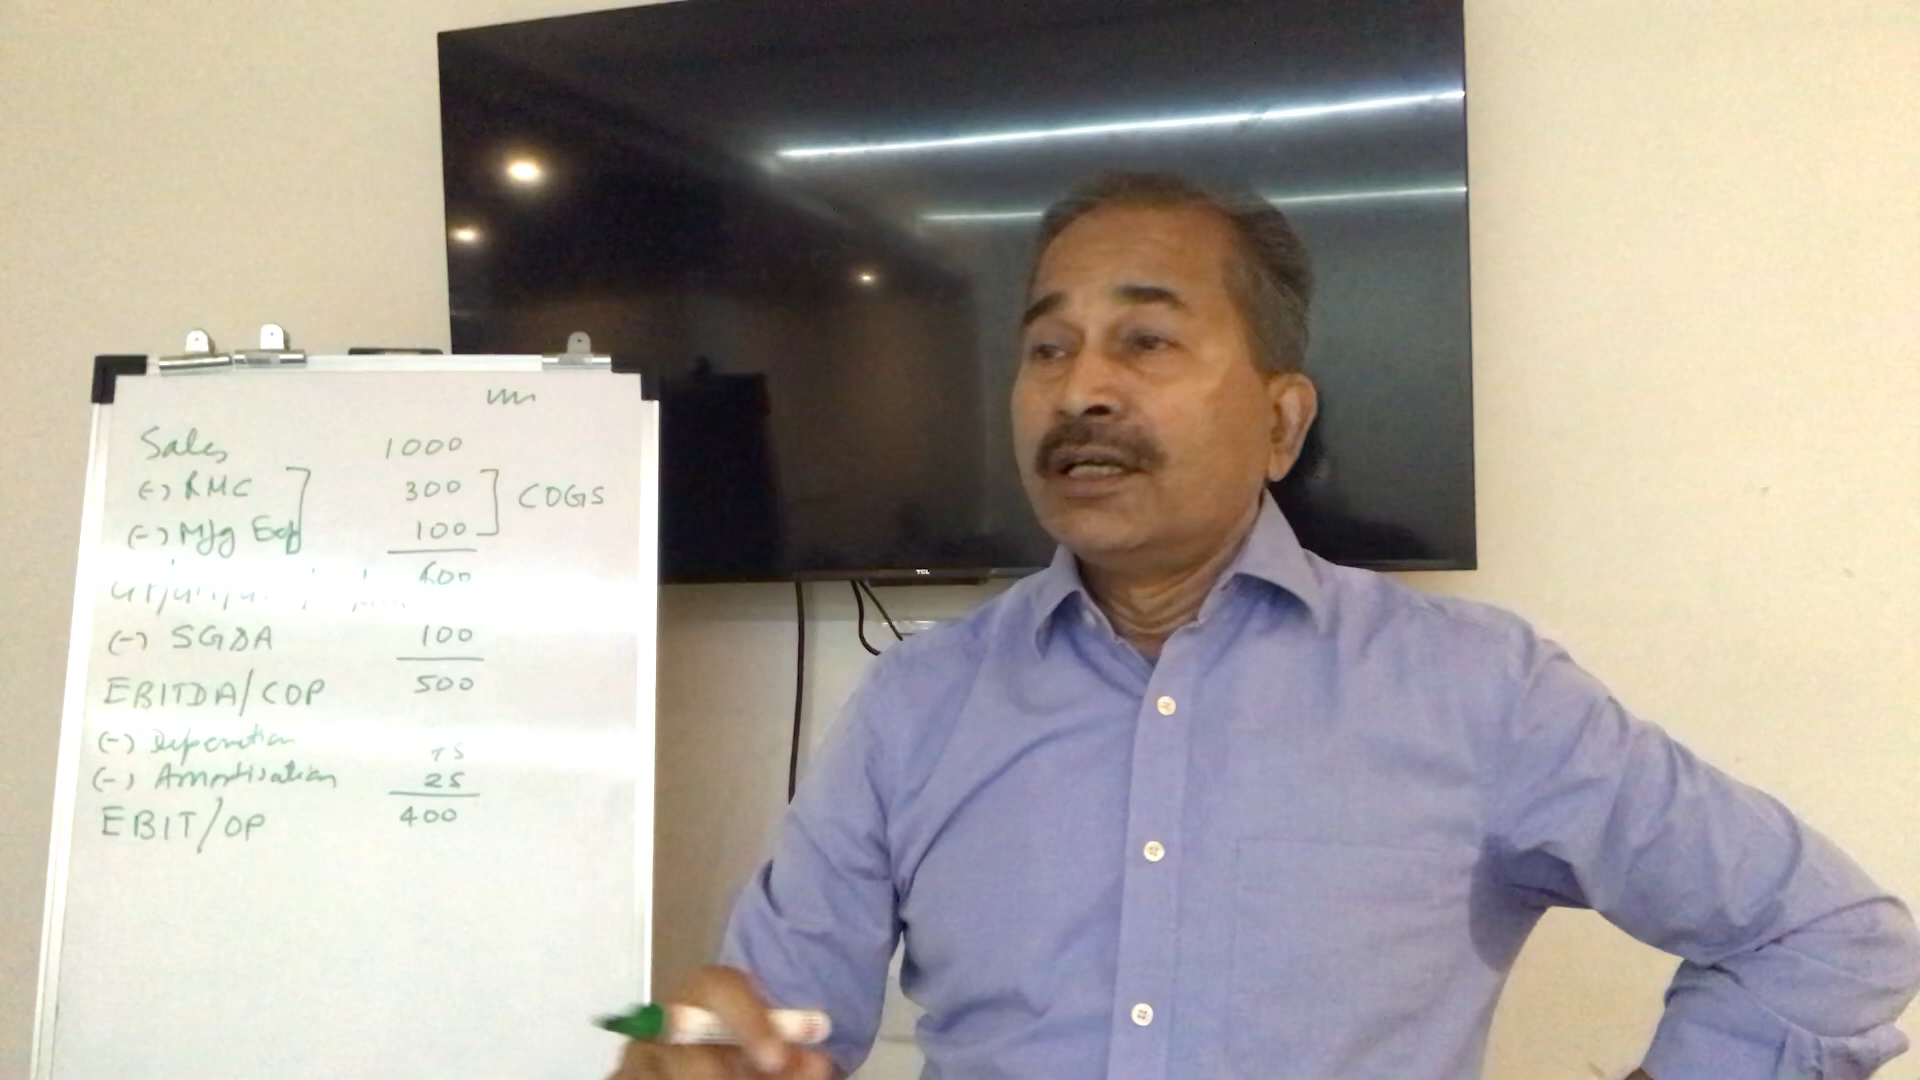 Sales 1000
(-) RMC 300
(-) Mfg Exp 100
COGS
600
(-) SG&A 100
EBITDA/COP 500
(-) 75
(-) Amortisation 25
EBIT/OP 400
TCL